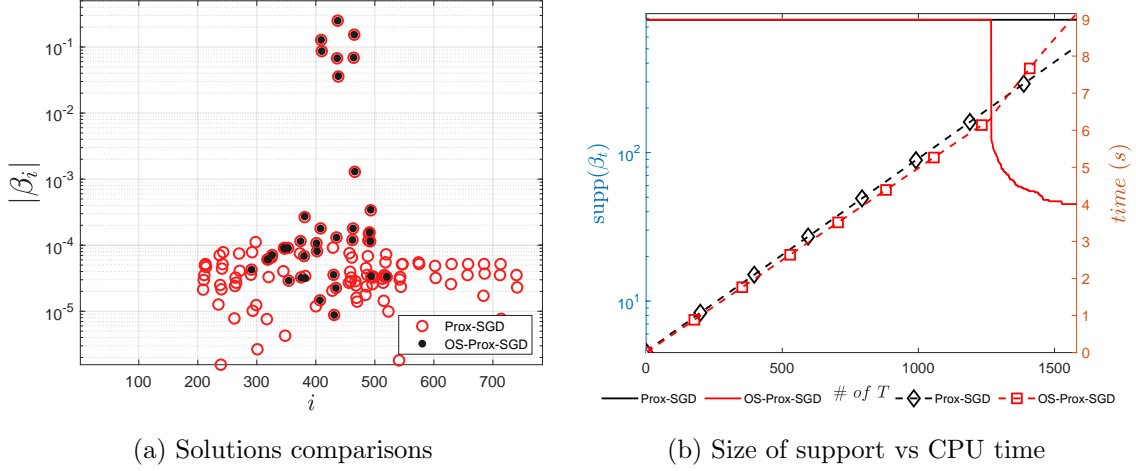 10^{-1}
10^{-2}
10^{-3}
10^{-4}
10^{-5}
|β_i|
100 200 300 400 500 600 700
i
Prox-SGD
OS-Prox-SGD
(a) Solutions comparisons
supp(β_t)
10^2
10^1
9
8
7
6
5
4
3
2
1
0
time (s)
0 500 1000 1500
Prox-SGD OS-Prox-SGD # of T Prox-SGD OS-Prox-SGD
(b) Size of support vs CPU time